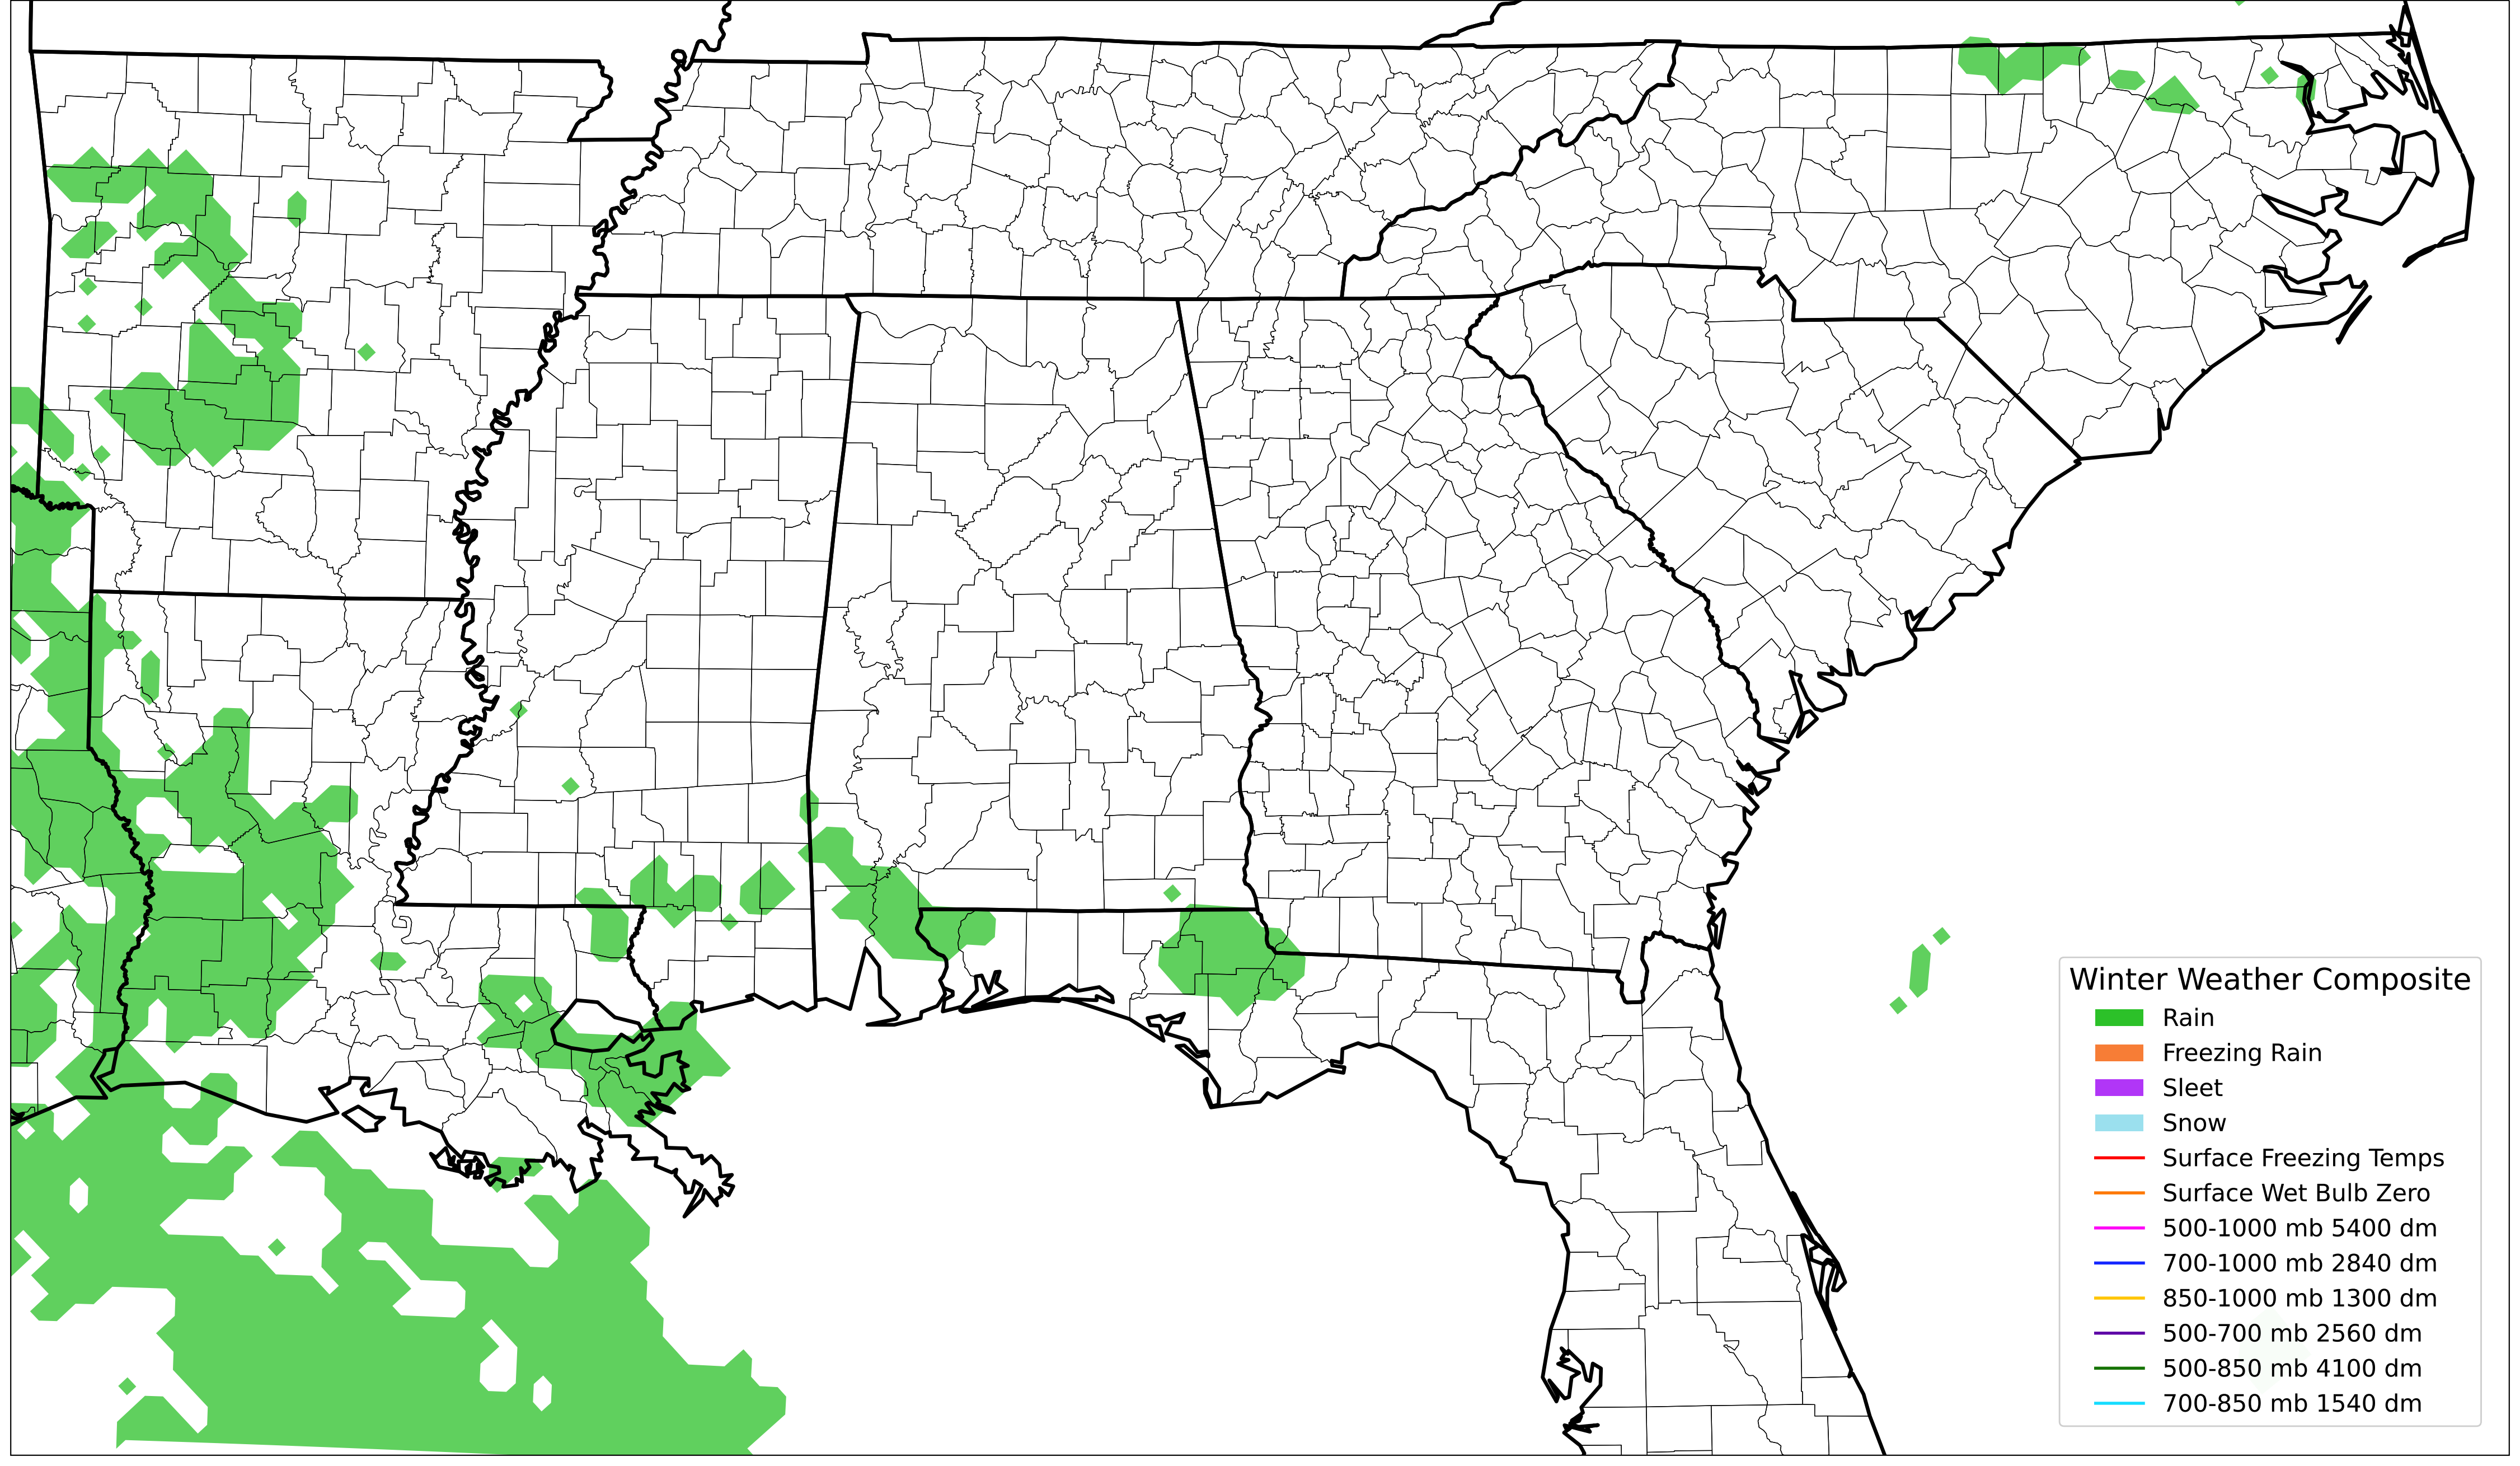 Winter Weather Composite
Rain
Freezing Rain
Sleet
Snow
Surface Freezing Temps
Surface Wet Bulb Zero
500-1000 mb 5400 dm
700-1000 mb 2840 dm
850-1000 mb 1300 dm
500-700 mb 2560 dm
500-850 mb 4100 dm
700-850 mb 1540 dm